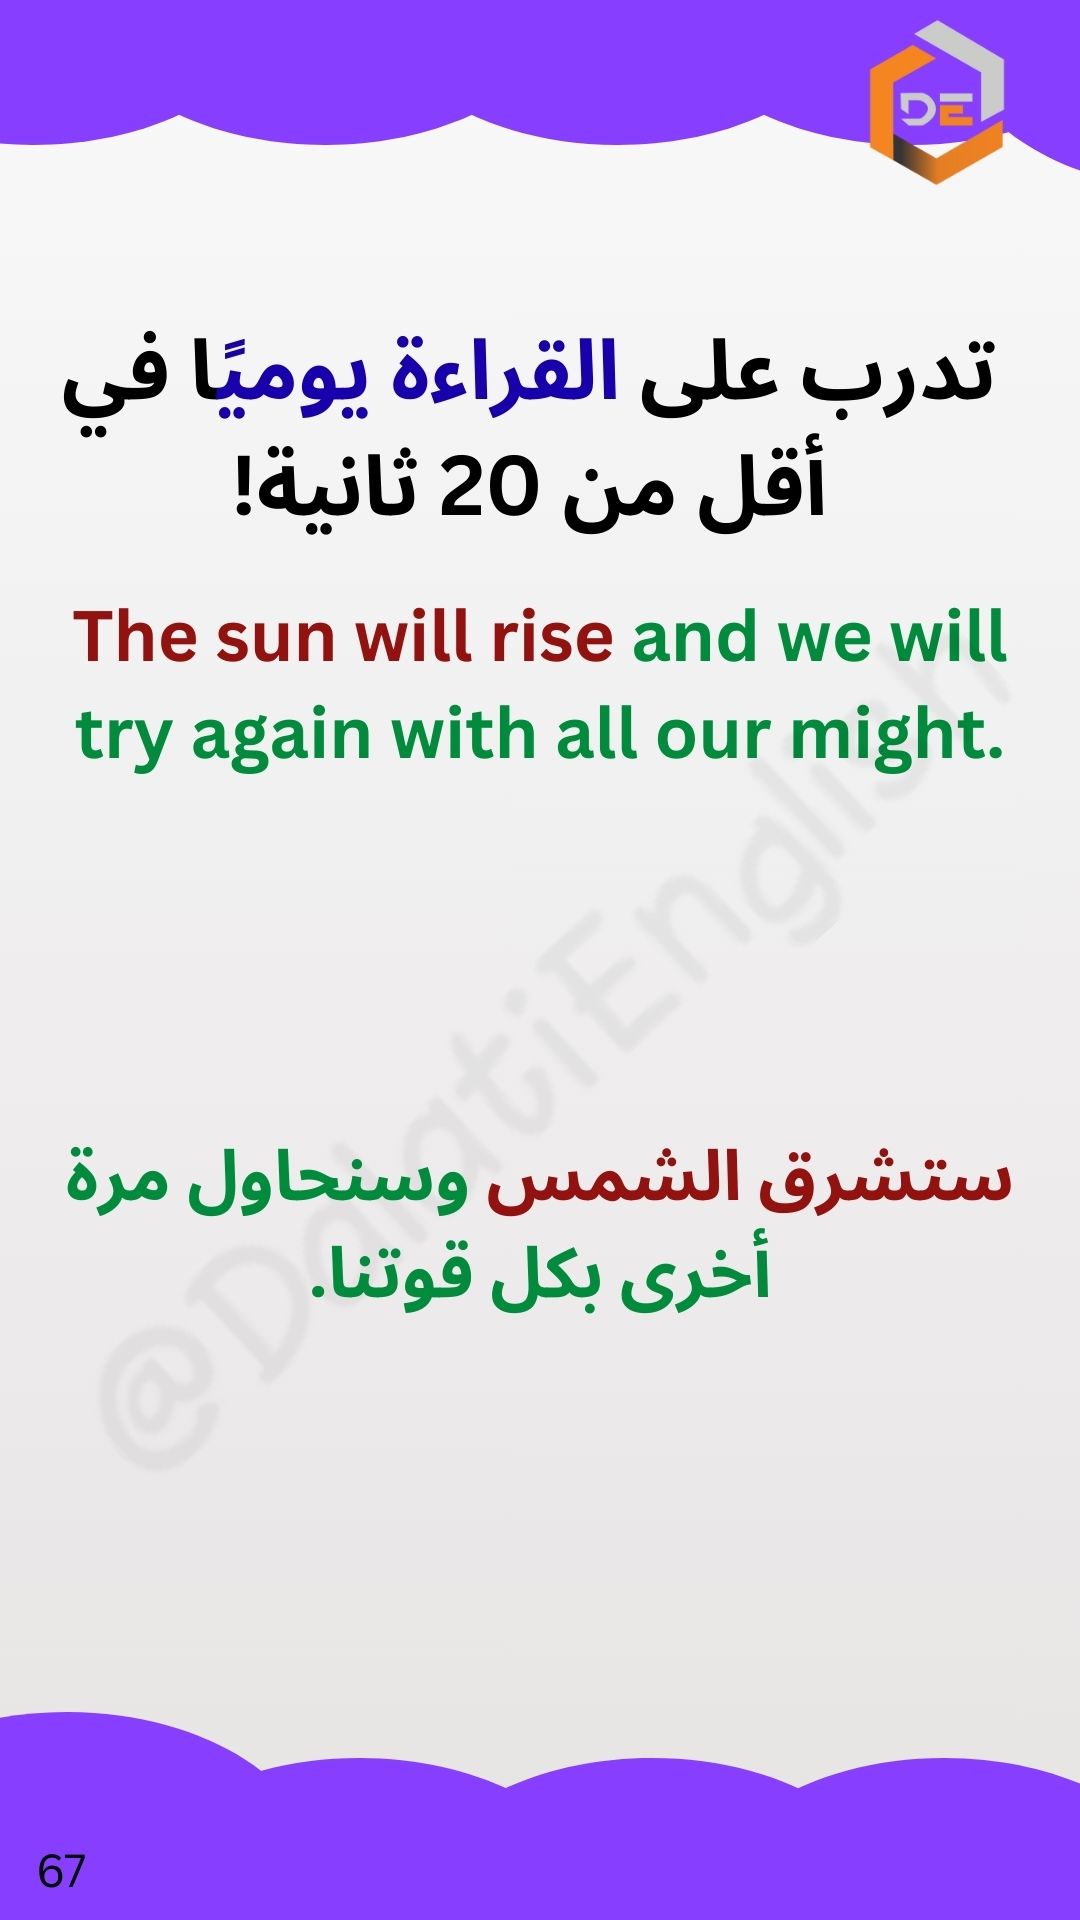 DE
تدرب على القراءة يوميًا في
أقل من 20 ثانية!
The sun will rise and we will
try again with all our might.
ستشرق الشمس وسنحاول مرة
أخرى بكل قوتنا.
@DalatiEnglish
67